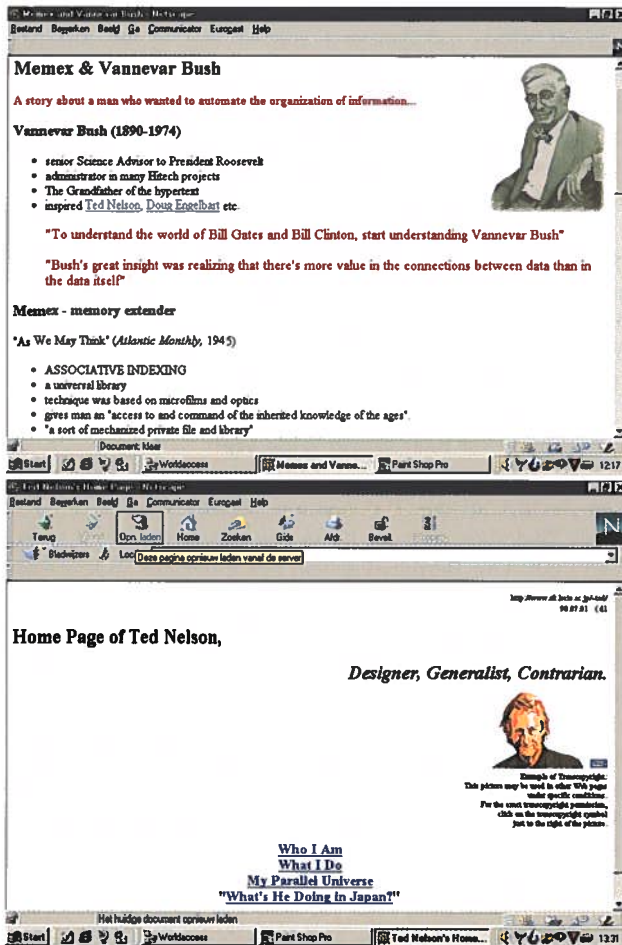 Memex and Vannevar Bush - Netscape
Bestand Bewerken Beeld Ga Communicator Eurogast Help
Memex & Vannevar Bush
A story about a man who wanted to automate the organization of information...
Vannevar Bush (1890-1974)
• senior Science Advisor to President Roosevelt
• administrator in many Hitech projects
• The Grandfather of the hypertext
• inspired Ted Nelson, Doug Engelbart etc.
"To understand the world of Bill Gates and Bill Clinton, start understanding Vannevar Bush"
"Bush's great insight was realizing that there's more value in the connections between data than in
the data itself"
Memex - memory extender
"As We May Think" (Atlantic Monthly, 1945)
• ASSOCIATIVE INDEXING
• a universal library
• technique was based on microfilms and optics
• gives man an "access to and command of the inherited knowledge of the ages".
• "a sort of mechanized private file and library"
Document: Klaar
Start Worldaccess Memex and Vanne... Paint Shop Pro 12:17
Ted Nelson's Home Page - Netscape
Bestand Bewerken Beeld Ga Communicator Eurogast Help
Terug Opn. laden Home Zoeken Gids Afdr. Beveil.
Bladwijzers Loc Deze pagina opnieuw laden vanaf de server
Home Page of Ted Nelson,
Designer, Generalist, Contrarian.
Example of Transcopyright.
This picture may be used in other Web pages
under specific conditions.
For the exact transcopyright permission,
click on the transcopyright symbol
just to the right of the picture.
Who I Am
What I Do
My Parallel Universe
"What's He Doing in Japan?"
Het huidige document opnieuw laden
Start Worldaccess Paint Shop Pro Ted Nelson's Home... 13:31